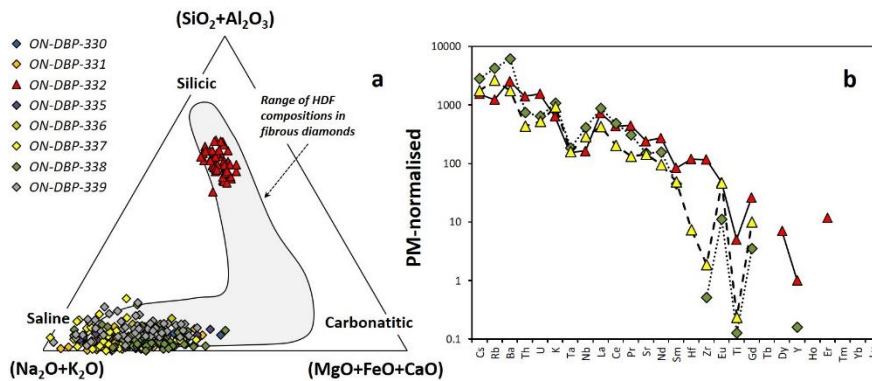 (SiO₂+Al₂O₃)
ON-DBP-330
ON-DBP-331
ON-DBP-332
ON-DBP-335
ON-DBP-336
ON-DBP-337
ON-DBP-338
ON-DBP-339
Silicic
a
Range of HDF
compositions in
fibrous diamonds
Saline
Carbonatitic
(Na₂O+K₂O)
(MgO+FeO+CaO)
b
PM-normalised
10000
1000
100
10
1
0.1
Cs Rb Ba Th U K Ta Nb La Ce Pr Sr Nd Sm Hf Zr Eu Ti Gd Tb Dy Y Ho Er Tm Yb